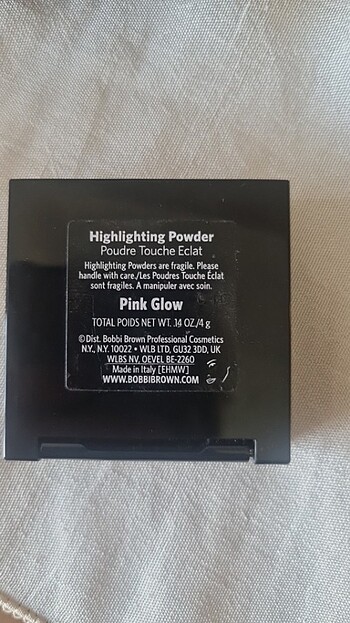 Highlighting Powder
Poudre Touche Eclat
Highlighting Powders are fragile. Please
handle with care./Les Poudres Touche Éclat
sont fragiles. A manipuler avec soin.
Pink Glow
TOTAL POIDS NET WT. .14 OZ./4 g
©Dist. Bobbi Brown Professional Cosmetics
N.Y., N.Y. 10022 • WLB LTD, GU32 3DD, UK
WLBS NV, OEVEL BE-2260
Made in Italy [EHMW]
WWW.BOBBIBROWN.COM